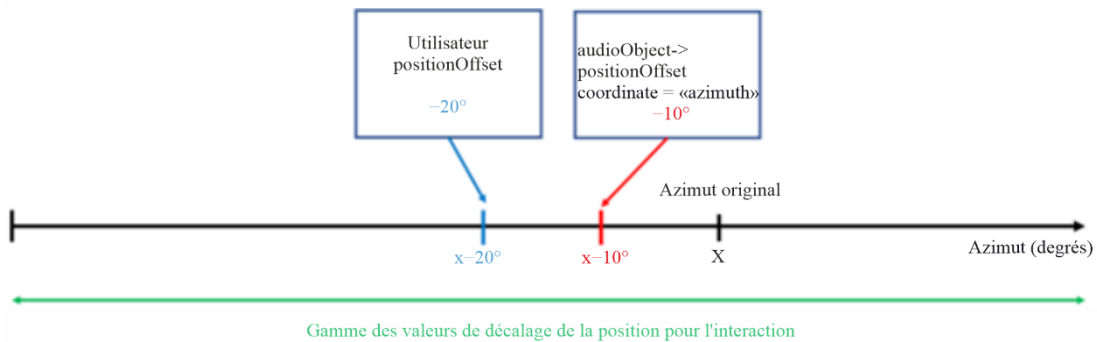 Utilisateur
positionOffset
−20°
audioObject->
positionOffset
coordinate = «azimuth»
−10°
Azimut original
x−20°
x−10°
X
Azimut (degrés)
Gamme des valeurs de décalage de la position pour l'interaction